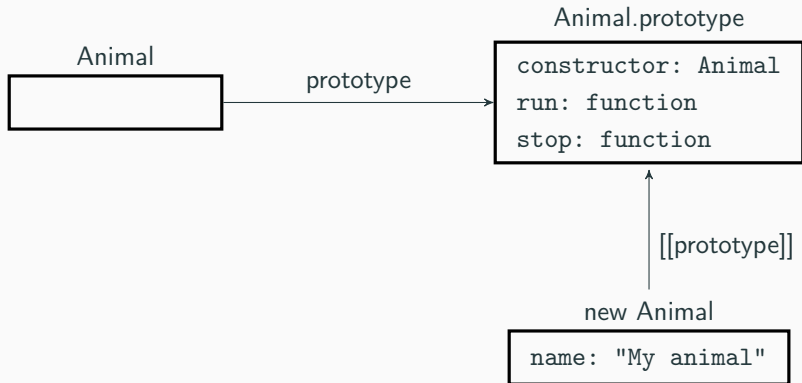 Animal.prototype
Animal
constructor: Animal
prototype
run: function
stop: function
[[prototype]]
new Animal
name: "My animal"